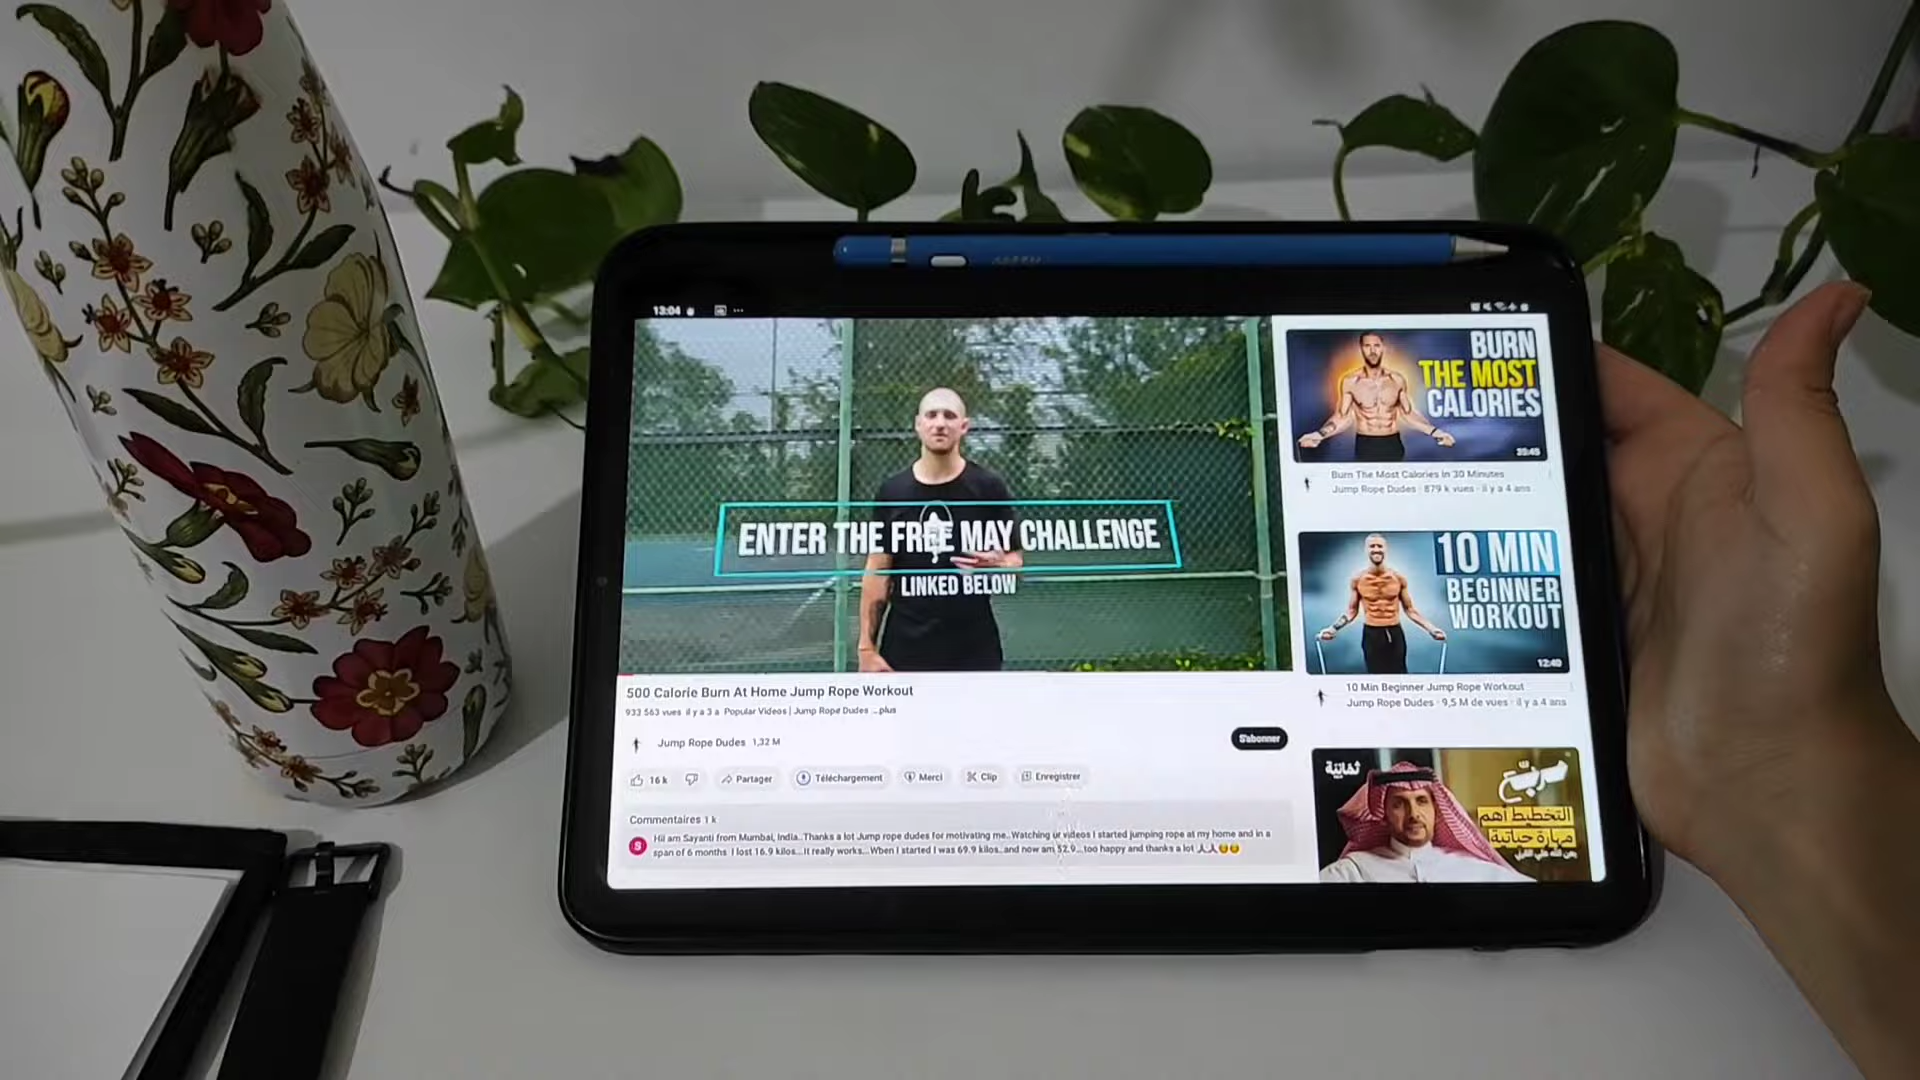 13:04
ENTER THE FREE MAY CHALLENGE
LINKED BELOW
500 Calorie Burn At Home Jump Rope Workout
933 563 vues il y a 3 a Popular Videos | Jump Rope Dudes ...plus
Jump Rope Dudes 1,32 M
S'abonner
16 k
Partager
Téléchargement
Merci
Clip
Enregistrer
Commentaires 1 k
S
HiI am Sayanti from Mumbai, India..Thanks a lot Jump rope dudes for motivating me..Watching ur videos I started jumping rope at my home and in a
span of 6 months I lost 16.9 kilos...It really works...When I started I was 69.9 kilos..and now am 52.9...too happy and thanks a lot 🙏🙏😊😊
BURN
THE MOST
CALORIES
Burn The Most Calories In 30 Minutes
Jump Rope Dudes · 879 k vues · il y a 4 ans
10 MIN
BEGINNER
WORKOUT
12:40
10 Min Beginner Jump Rope Workout
Jump Rope Dudes · 9,5 M de vues · il y a 4 ans
ثمانية
مربع
التخطيط أهم
مهارة حياتية